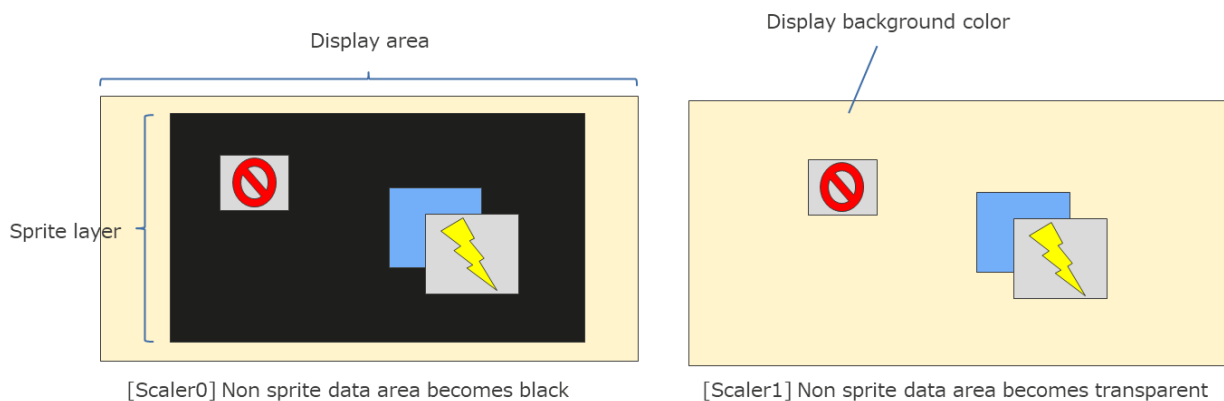 Display area
Display background color
Sprite layer
[Scaler0] Non sprite data area becomes black
[Scaler1] Non sprite data area becomes transparent